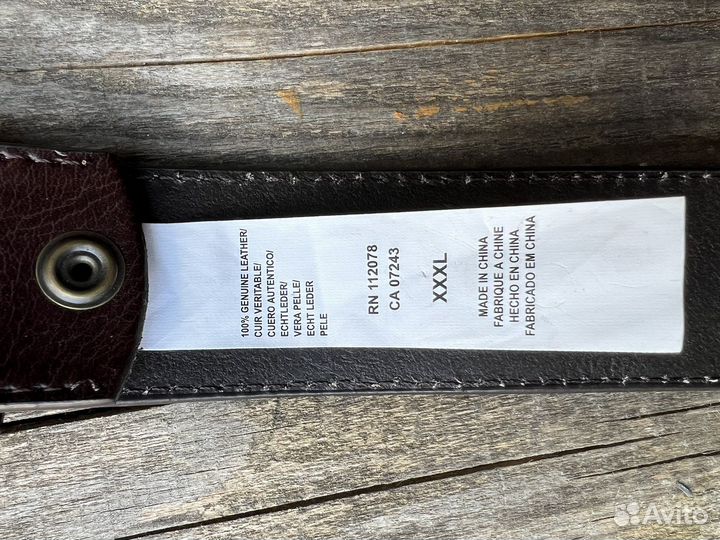 100% GENUINE LEATHER/
CUIR VERITABLE/
CUERO AUTENTICO/
ECHTLEDER/
VERA PELLE/
ECHT LEDER
PELE
RN 112078
CA 07243
XXXL
MADE IN CHINA
FABRIQUE A CHINE
HECHO EN CHINA
FABRICADO EM CHINA
Avito